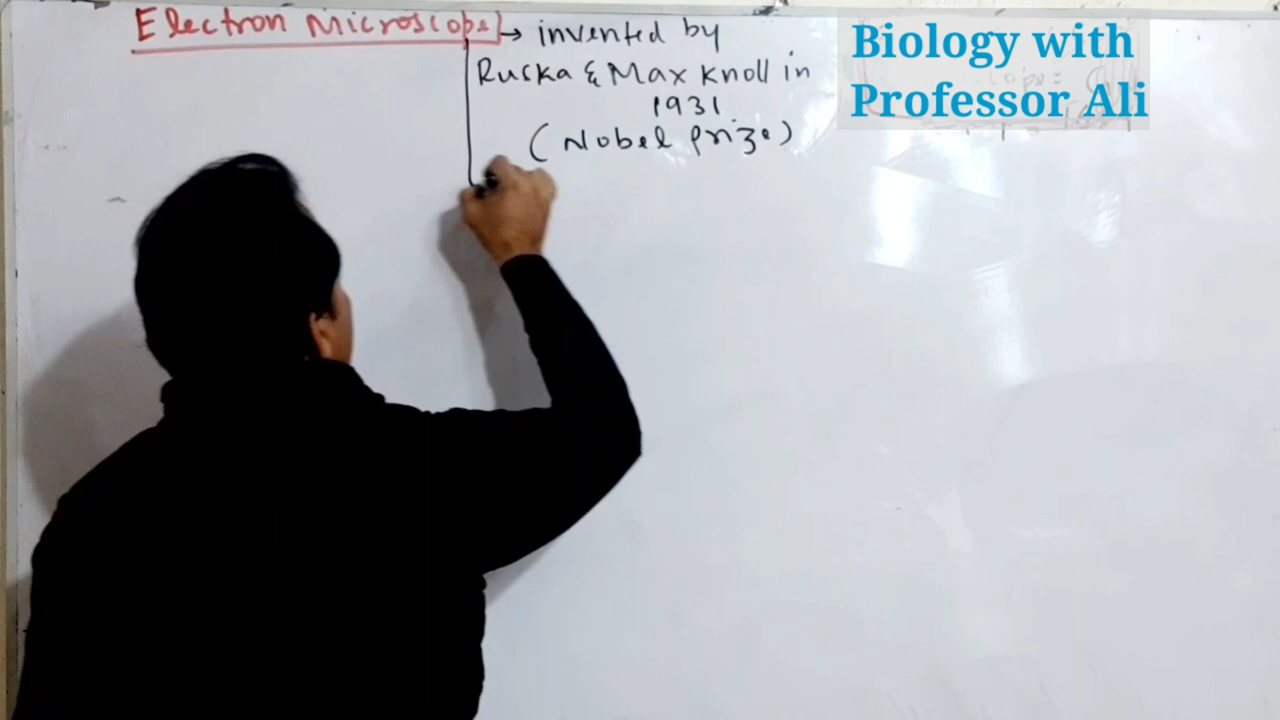 Electron Microscope → invented by
Ruska & Max Knoll in
1931
(Nobel prize)
Biology with
Professor Ali